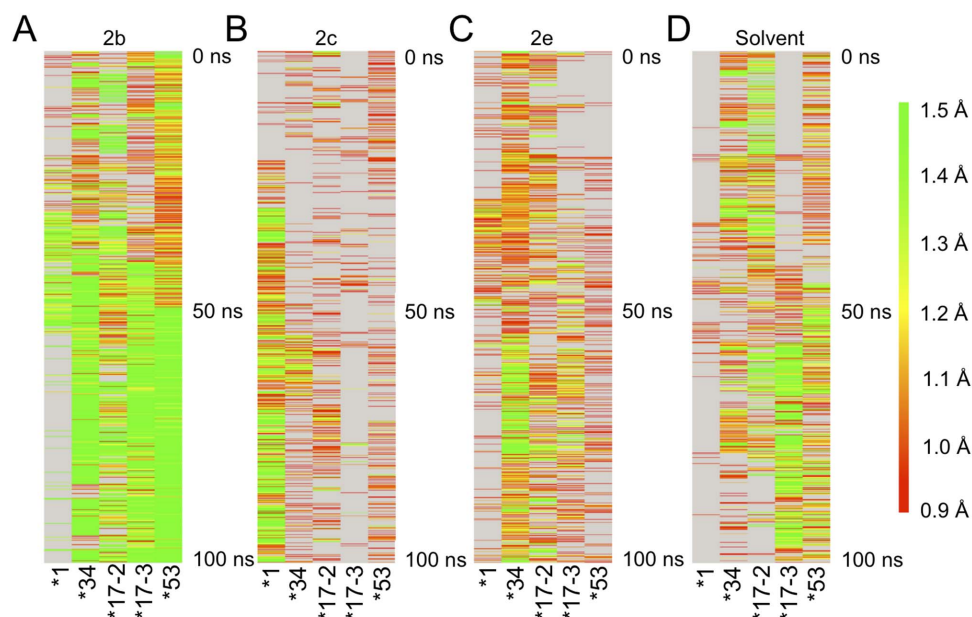 A B C D
2b 2c 2e Solvent
0 ns 0 ns 0 ns 0 ns
1.5 Å
1.4 Å
1.3 Å
50 ns 50 ns 50 ns 50 ns
1.2 Å
1.1 Å
1.0 Å
0.9 Å
100 ns 100 ns 100 ns 100 ns
*1 *34 *17-2 *17-3 *53 *1 *34 *17-2 *17-3 *53 *1 *34 *17-2 *17-3 *53 *1 *34 *17-2 *17-3 *53